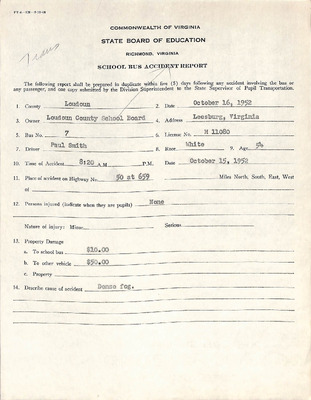 COMMONWEALTH OF VIRGINIA
STATE BOARD OF EDUCATION
RICHMOND, VIRGINIA
SCHOOL BUS ACCIDENT REPORT
The following report shall be prepared in duplicate within five (5) days following any accident involving the bus or
any passenger, and one copy submitted by the Division Superintendent to the State Supervisor of Pupil Transportation.
1. County Loudoun 2. Date October 16, 1952
3. Owner Loudoun County School Board 4. Address Leesburg, Virginia
5. Bus No. 7 6. License No. H 11080
7. Driver Paul Smith 8. Race White 9. Age 54
10. Time of Accident 8:20 A.M. P.M. Date October 15, 1952
11. Place of accident on Highway No. 50 at 659 Miles North, South, East, West
of
12. Persons injured (indicate when they are pupils) None
Nature of injury: Minor Serious
13. Property Damage
a. To school bus $10.00
b. To other vehicle $50.00
c. Property
14. Describe cause of accident Dense fog.